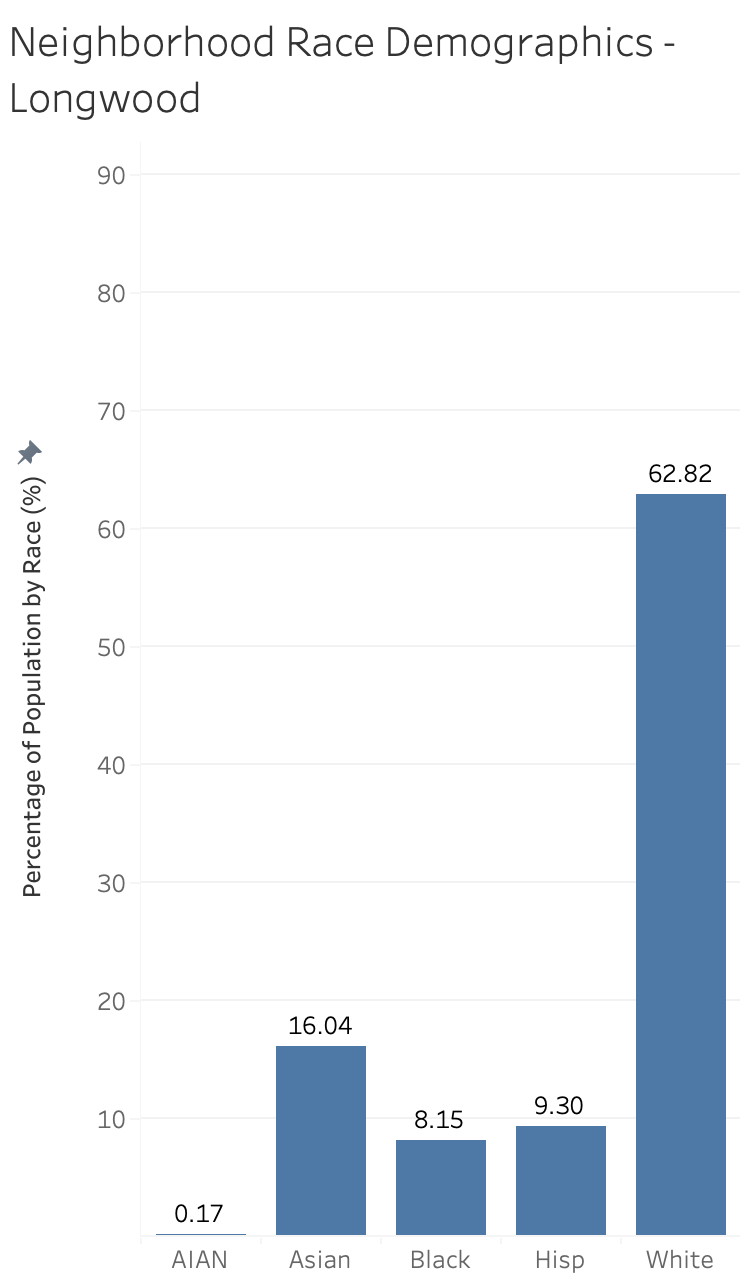 Neighborhood Race Demographics -
Longwood
Percentage of Population by Race (%)
90
80
70
60
50
40
30
20
10
0.17
16.04
8.15
9.30
62.82
AIAN
Asian
Black
Hisp
White